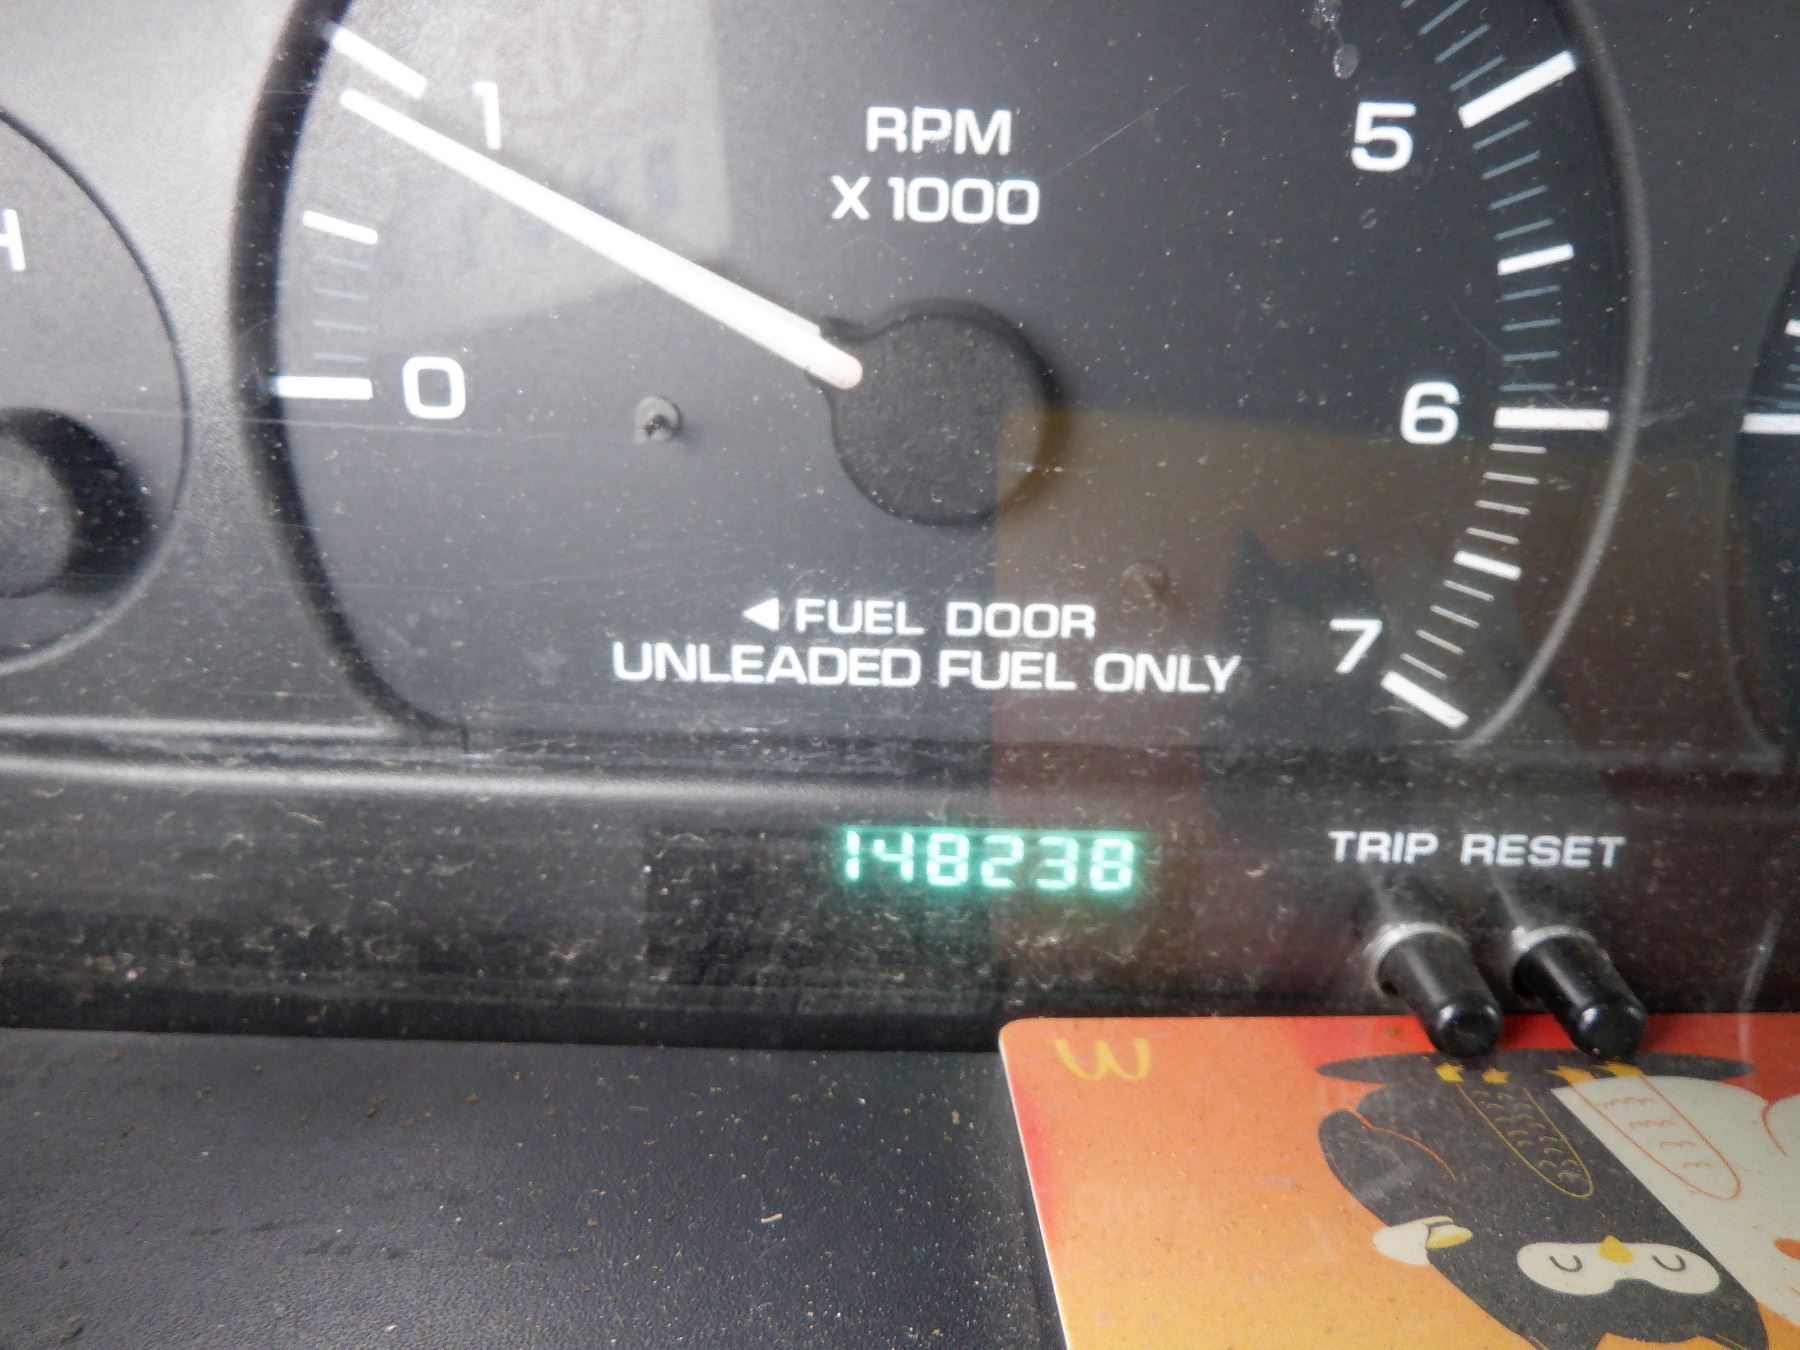 1
RPM
X 1000
5
0
6
FUEL DOOR
UNLEADED FUEL ONLY
7
148238
TRIP RESET